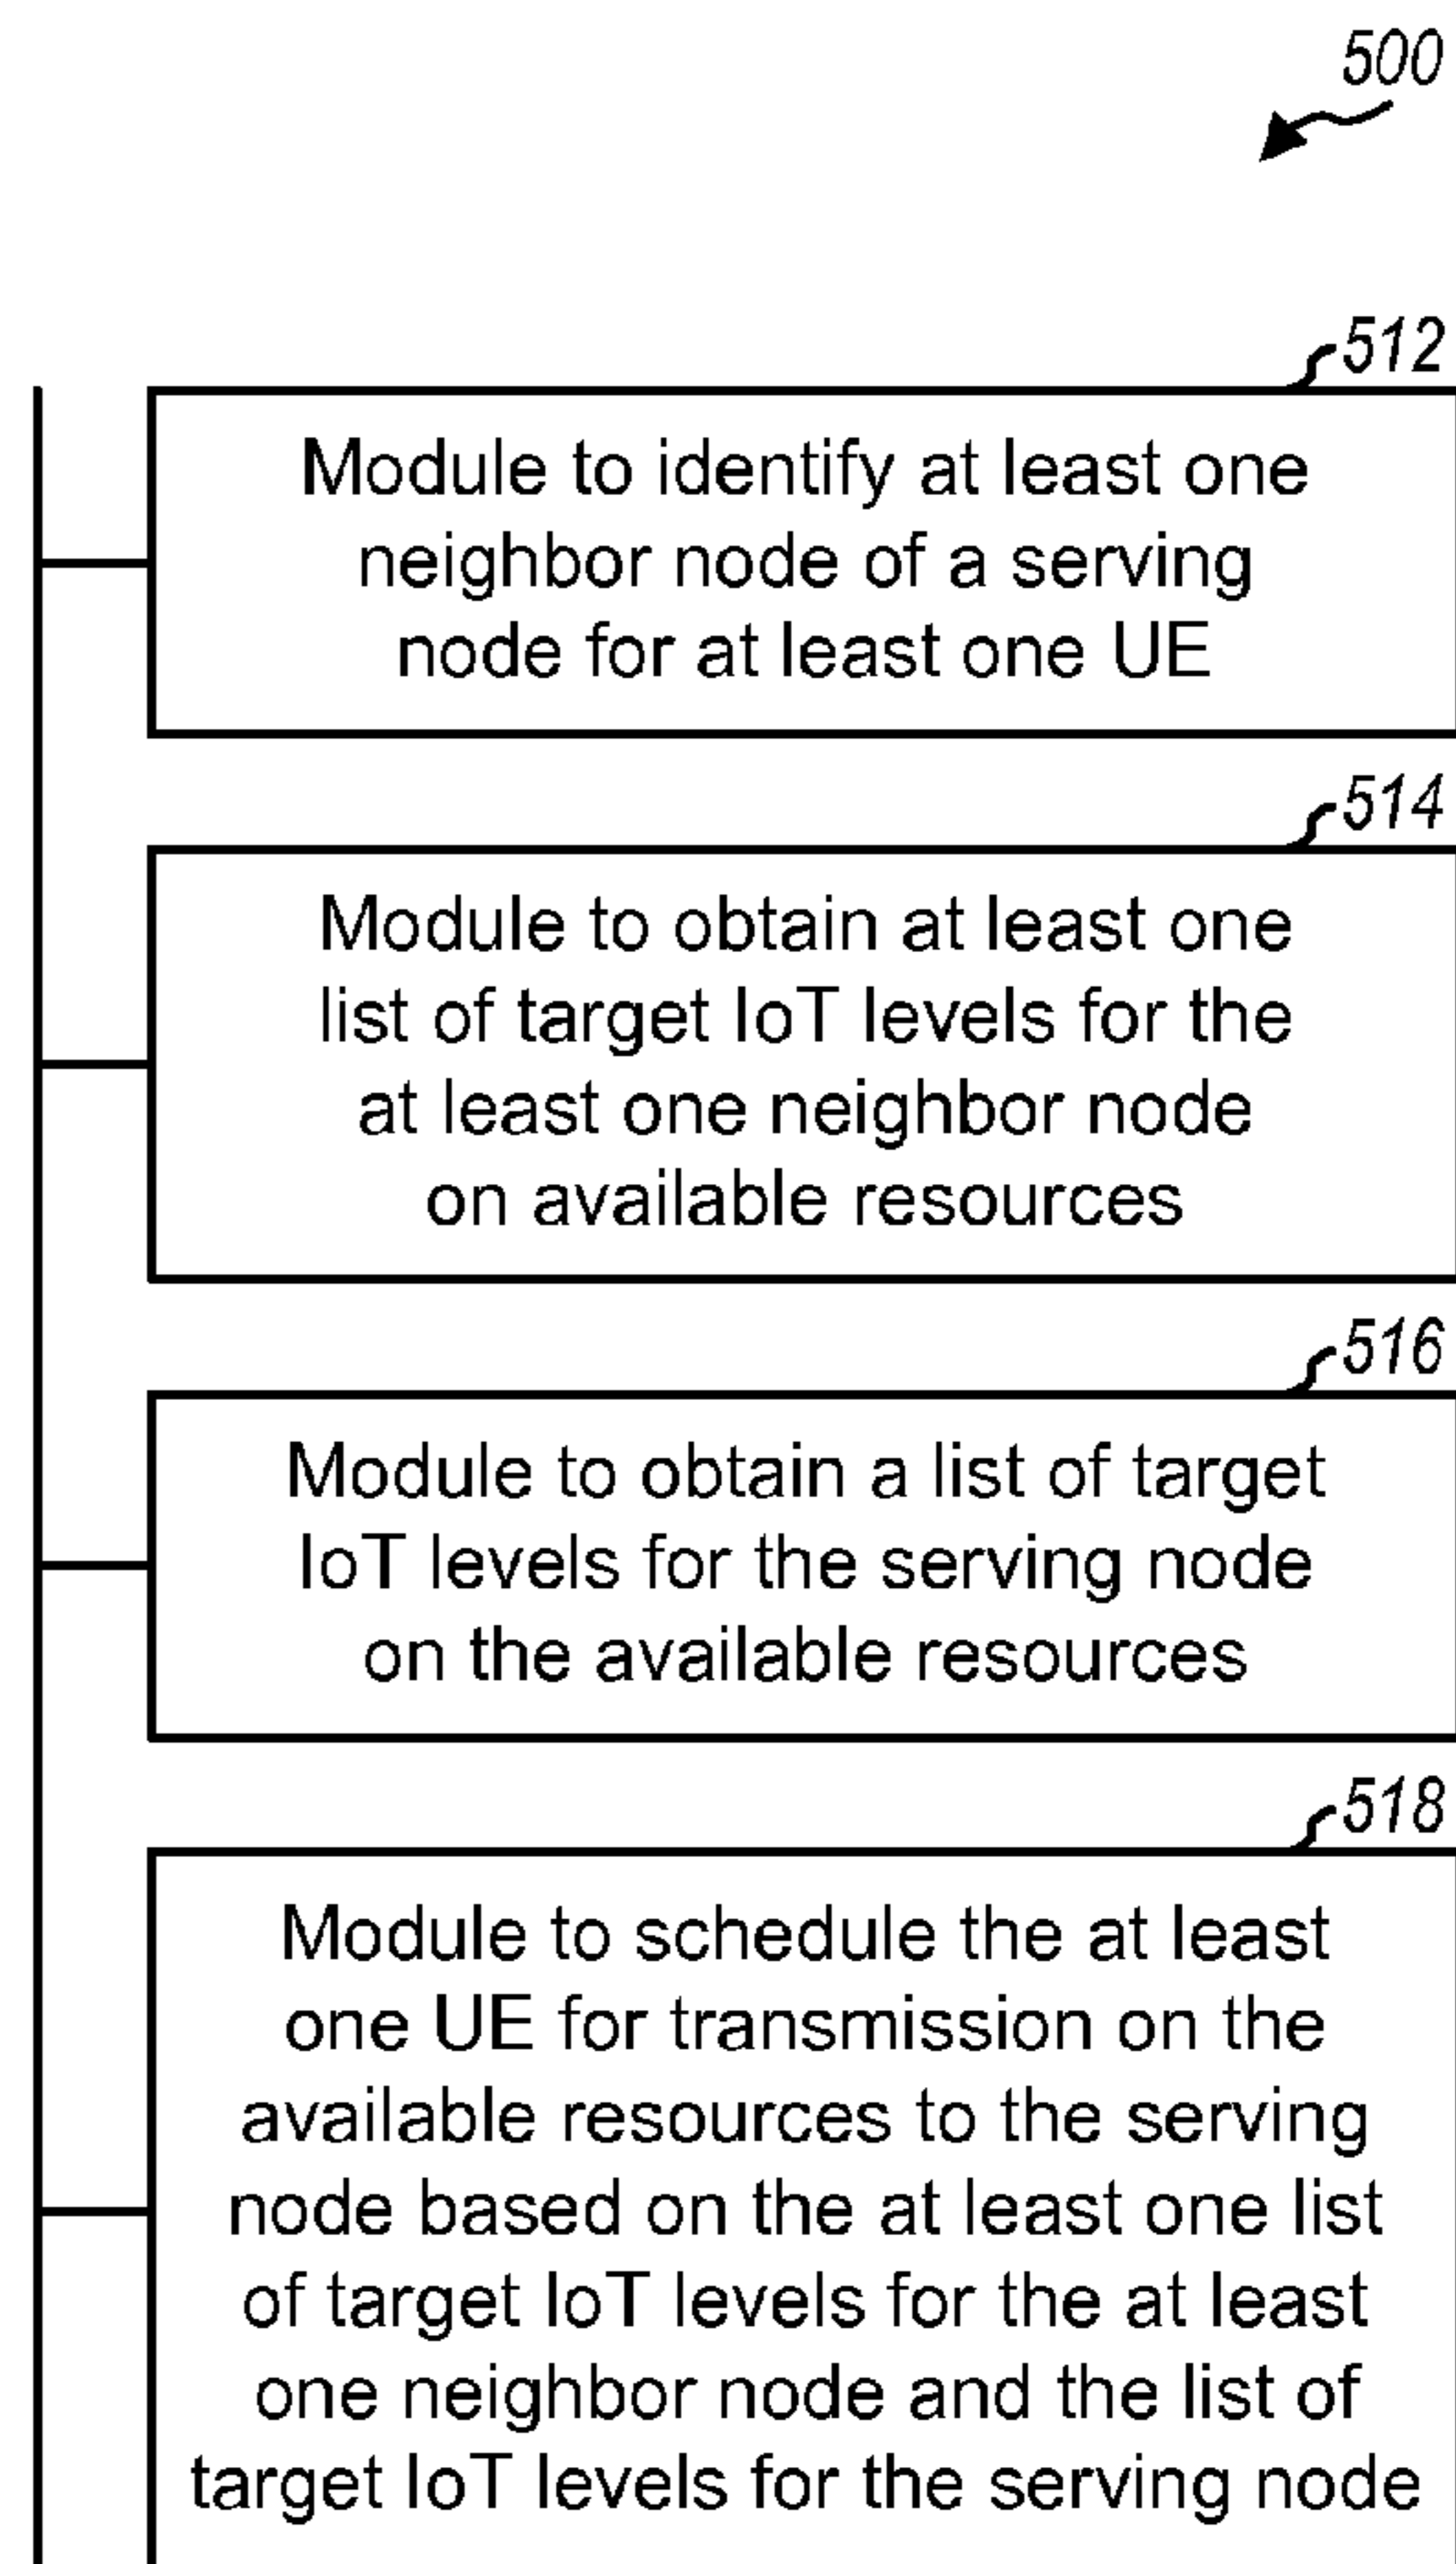 500
512
Module to identify at least one
neighbor node of a serving
node for at least one UE
514
Module to obtain at least one
list of target IoT levels for the
at least one neighbor node
on available resources
516
Module to obtain a list of target
IoT levels for the serving node
on the available resources
518
Module to schedule the at least
one UE for transmission on the
available resources to the serving
node based on the at least one list
of target IoT levels for the at least
one neighbor node and the list of
target IoT levels for the serving node